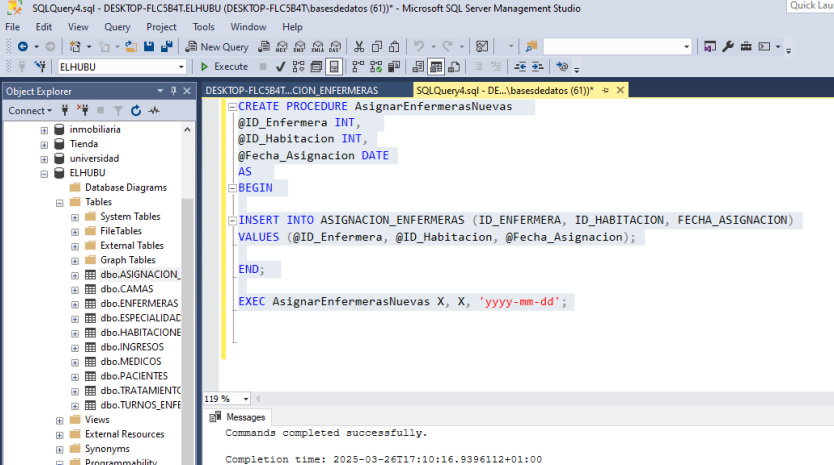 SQLQuery4.sql - DESKTOP-FLC5B4T.ELHUBU (DESKTOP-FLC5B4T\basesdedatos (61))* - Microsoft SQL Server Management Studio
Quick Lau
File Edit View Query Project Tools Window Help
New Query
MDX DMX XMLA DAX
ELHUBU
Execute
Object Explorer
DESKTOP-FLC5B4T...CION_ENFERMERAS
SQLQuery4.sql - DE...\basesdedatos (61))*
Connect
inmobiliaria
Tienda
universidad
ELHUBU
Database Diagrams
Tables
System Tables
FileTables
External Tables
Graph Tables
dbo.ASIGNACION_
dbo.CAMAS
dbo.ENFERMERAS
dbo.ESPECIALIDAD
dbo.HABITACIONE
dbo.INGRESOS
dbo.MEDICOS
dbo.PACIENTES
dbo.TRATAMIENTO
dbo.TURNOS_ENFE
Views
External Resources
Synonyms
Programmability
CREATE PROCEDURE AsignarEnfermerasNuevas
@ID_Enfermera INT,
@ID_Habitacion INT,
@Fecha_Asignacion DATE
AS
BEGIN
INSERT INTO ASIGNACION_ENFERMERAS (ID_ENFERMERA, ID_HABITACION, FECHA_ASIGNACION)
VALUES (@ID_Enfermera, @ID_Habitacion, @Fecha_Asignacion);
END;
EXEC AsignarEnfermerasNuevas X, X, 'yyyy-mm-dd';
119 %
Messages
Commands completed successfully.
Completion time: 2025-03-26T17:10:16.9396112+01:00